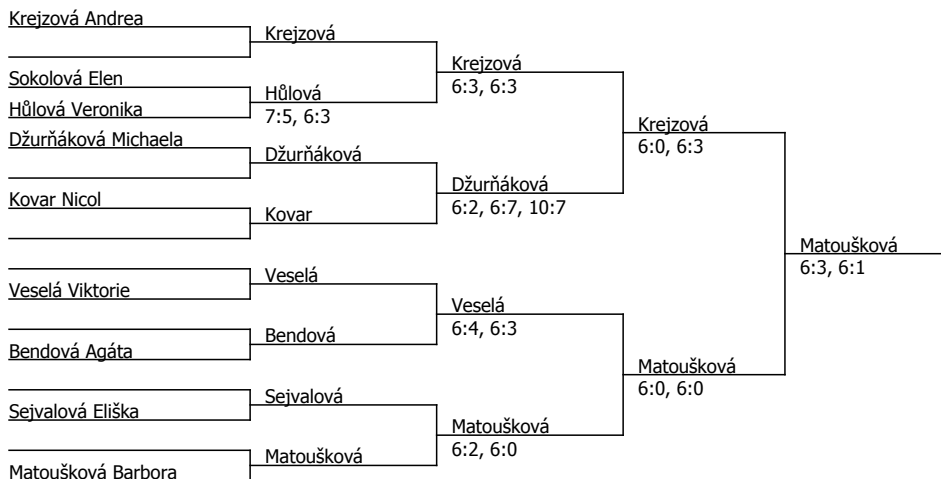 Krejzová Andrea
Sokolová Elen
Hůlová Veronika
Džurňáková Michaela
Kovar Nicol
Veselá Viktorie
Bendová Agáta
Sejvalová Eliška
Matoušková Barbora
Krejzová
Hůlová
7:5, 6:3
Džurňáková
Kovar
Veselá
Bendová
Sejvalová
Matoušková
Krejzová
6:3, 6:3
Džurňáková
6:2, 6:7, 10:7
Veselá
6:4, 6:3
Matoušková
6:2, 6:0
Krejzová
6:0, 6:3
Matoušková
6:0, 6:0
Matoušková
6:3, 6:1